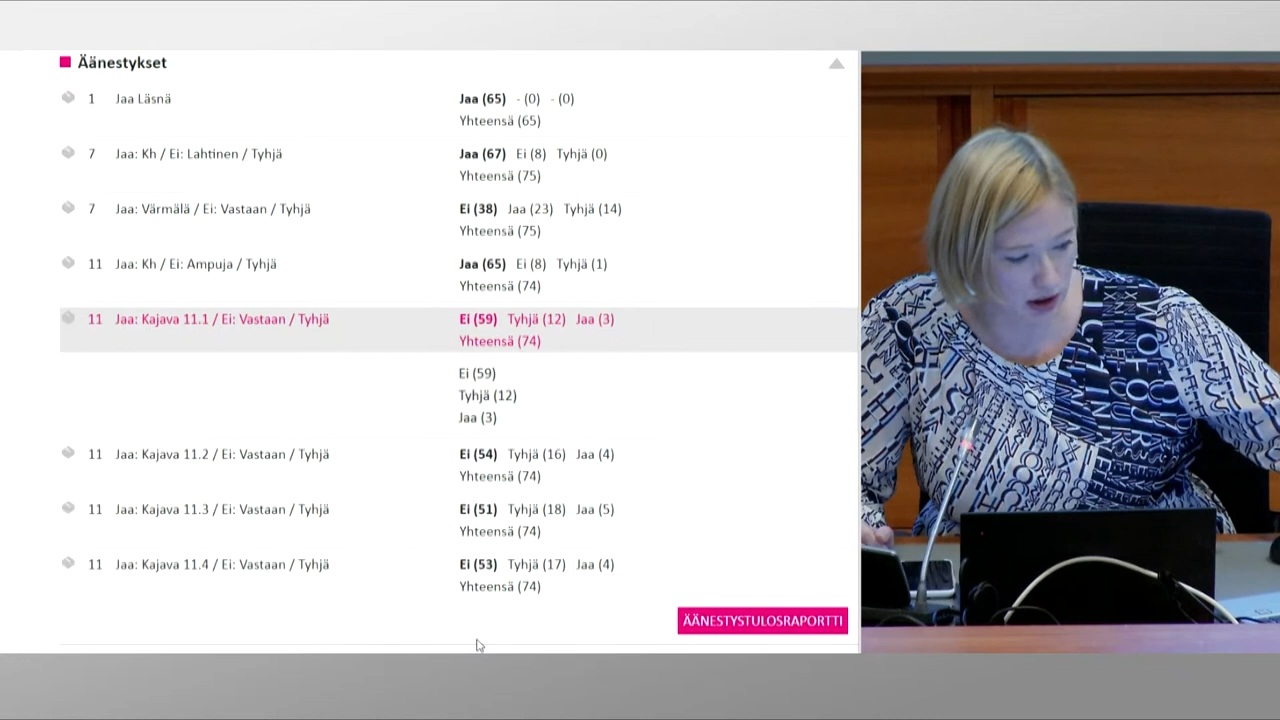 Äänestykset
1 Jaa Läsnä Jaa (65) - (0) - (0)
Yhteensä (65)
7 Jaa: Kh / Ei: Lahtinen / Tyhjä Jaa (67) Ei (8) Tyhjä (0)
Yhteensä (75)
7 Jaa: Värmälä / Ei: Vastaan / Tyhjä Ei (38) Jaa (23) Tyhjä (14)
Yhteensä (75)
11 Jaa: Kh / Ei: Ampuja / Tyhjä Jaa (65) Ei (8) Tyhjä (1)
Yhteensä (74)
11 Jaa: Kajava 11.1 / Ei: Vastaan / Tyhjä Ei (59) Tyhjä (12) Jaa (3)
Yhteensä (74)
Ei (59)
Tyhjä (12)
Jaa (3)
11 Jaa: Kajava 11.2 / Ei: Vastaan / Tyhjä Ei (54) Tyhjä (16) Jaa (4)
Yhteensä (74)
11 Jaa: Kajava 11.3 / Ei: Vastaan / Tyhjä Ei (51) Tyhjä (18) Jaa (5)
Yhteensä (74)
11 Jaa: Kajava 11.4 / Ei: Vastaan / Tyhjä Ei (53) Tyhjä (17) Jaa (4)
Yhteensä (74)
ÄÄNESTYSTULOSRAPORTTI